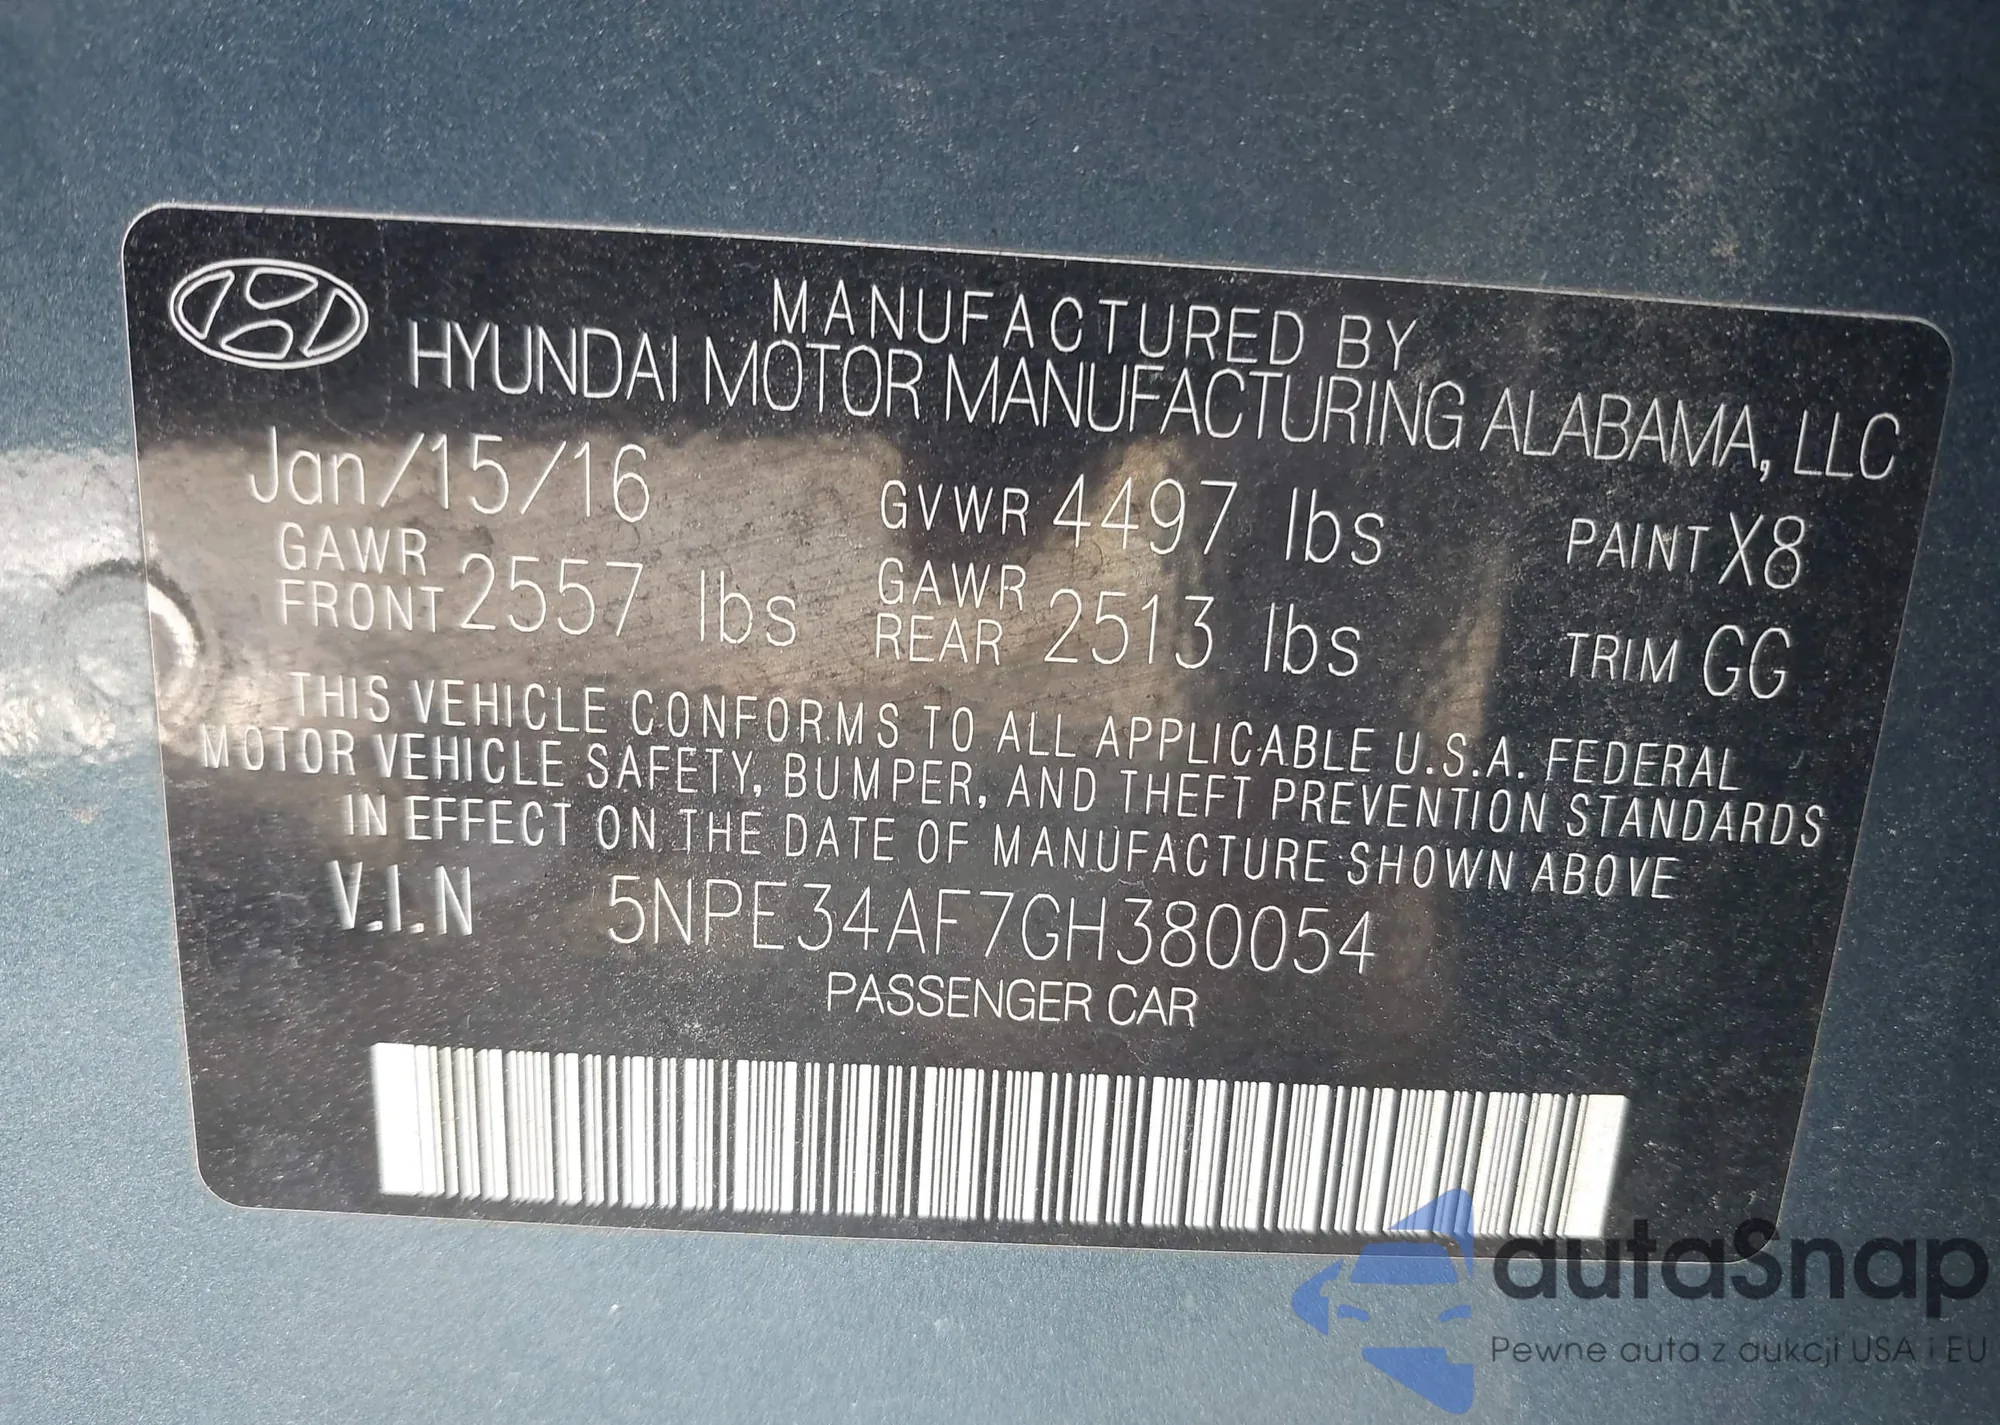 MANUFACTURED BY
HYUNDAI MOTOR MANUFACTURING ALABAMA, LLC
Jan/15/16 GVWR 4497 lbs PAINT X8
GAWR FRONT 2557 lbs GAWR REAR 2513 lbs TRIM GG
THIS VEHICLE CONFORMS TO ALL APPLICABLE U.S.A. FEDERAL
MOTOR VEHICLE SAFETY, BUMPER, AND THEFT PREVENTION STANDARDS
IN EFFECT ON THE DATE OF MANUFACTURE SHOWN ABOVE
V.I.N 5NPE34AF7GH380054
PASSENGER CAR
autaSnap
Pewne auta z aukcji USA i EU